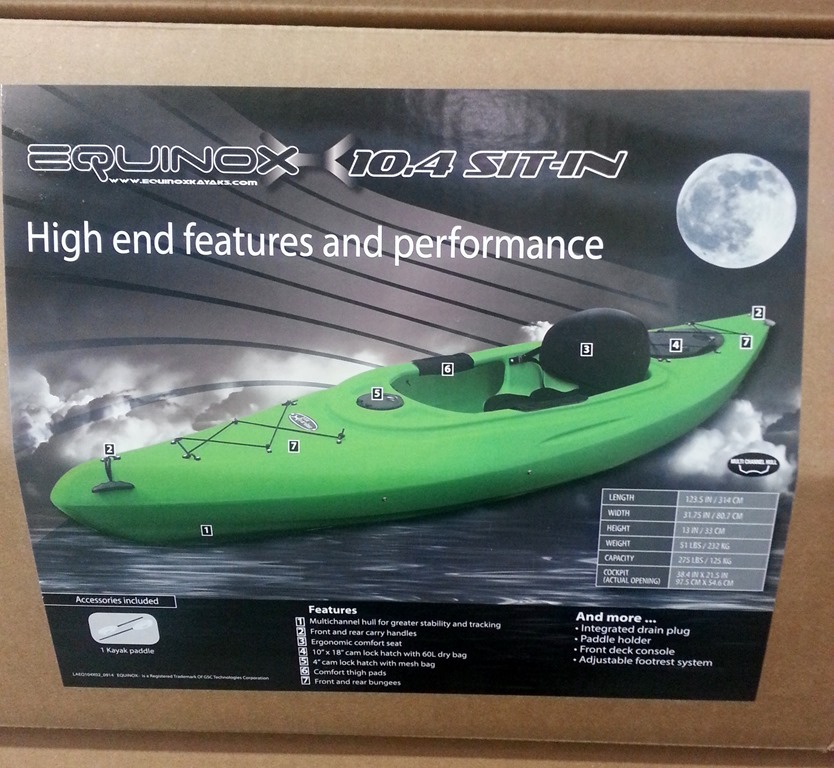 EQUINOX 10.4 SIT-IN
WWW.EQUINOXKAYAKS.COM
High end features and performance
2
7
4
3
6
5
2
7
1
MULTI CHANNEL HULL
LENGTH 123.5 IN / 314 CM
WIDTH 31.75 IN / 80.7 CM
HEIGHT 13 IN / 33 CM
WEIGHT 51 LBS / 232 KG
CAPACITY 275 LBS / 125 KG
COCKPIT 38.4 IN X 21.5 IN
(ACTUAL OPENING) 97.5 CM X 54.6 CM
Accessories included
1 Kayak paddle
Features
1 Multichannel hull for greater stability and tracking
2 Front and rear carry handles
3 Ergonomic comfort seat
4 10" x 18" cam lock hatch with 60L dry bag
5 4" cam lock hatch with mesh bag
6 Comfort thigh pads
7 Front and rear bungees
And more ...
• Integrated drain plug
• Paddle holder
• Front deck console
• Adjustable footrest system
EQUINOX: is a Registered Trademark Of GSC Technologies Corporation